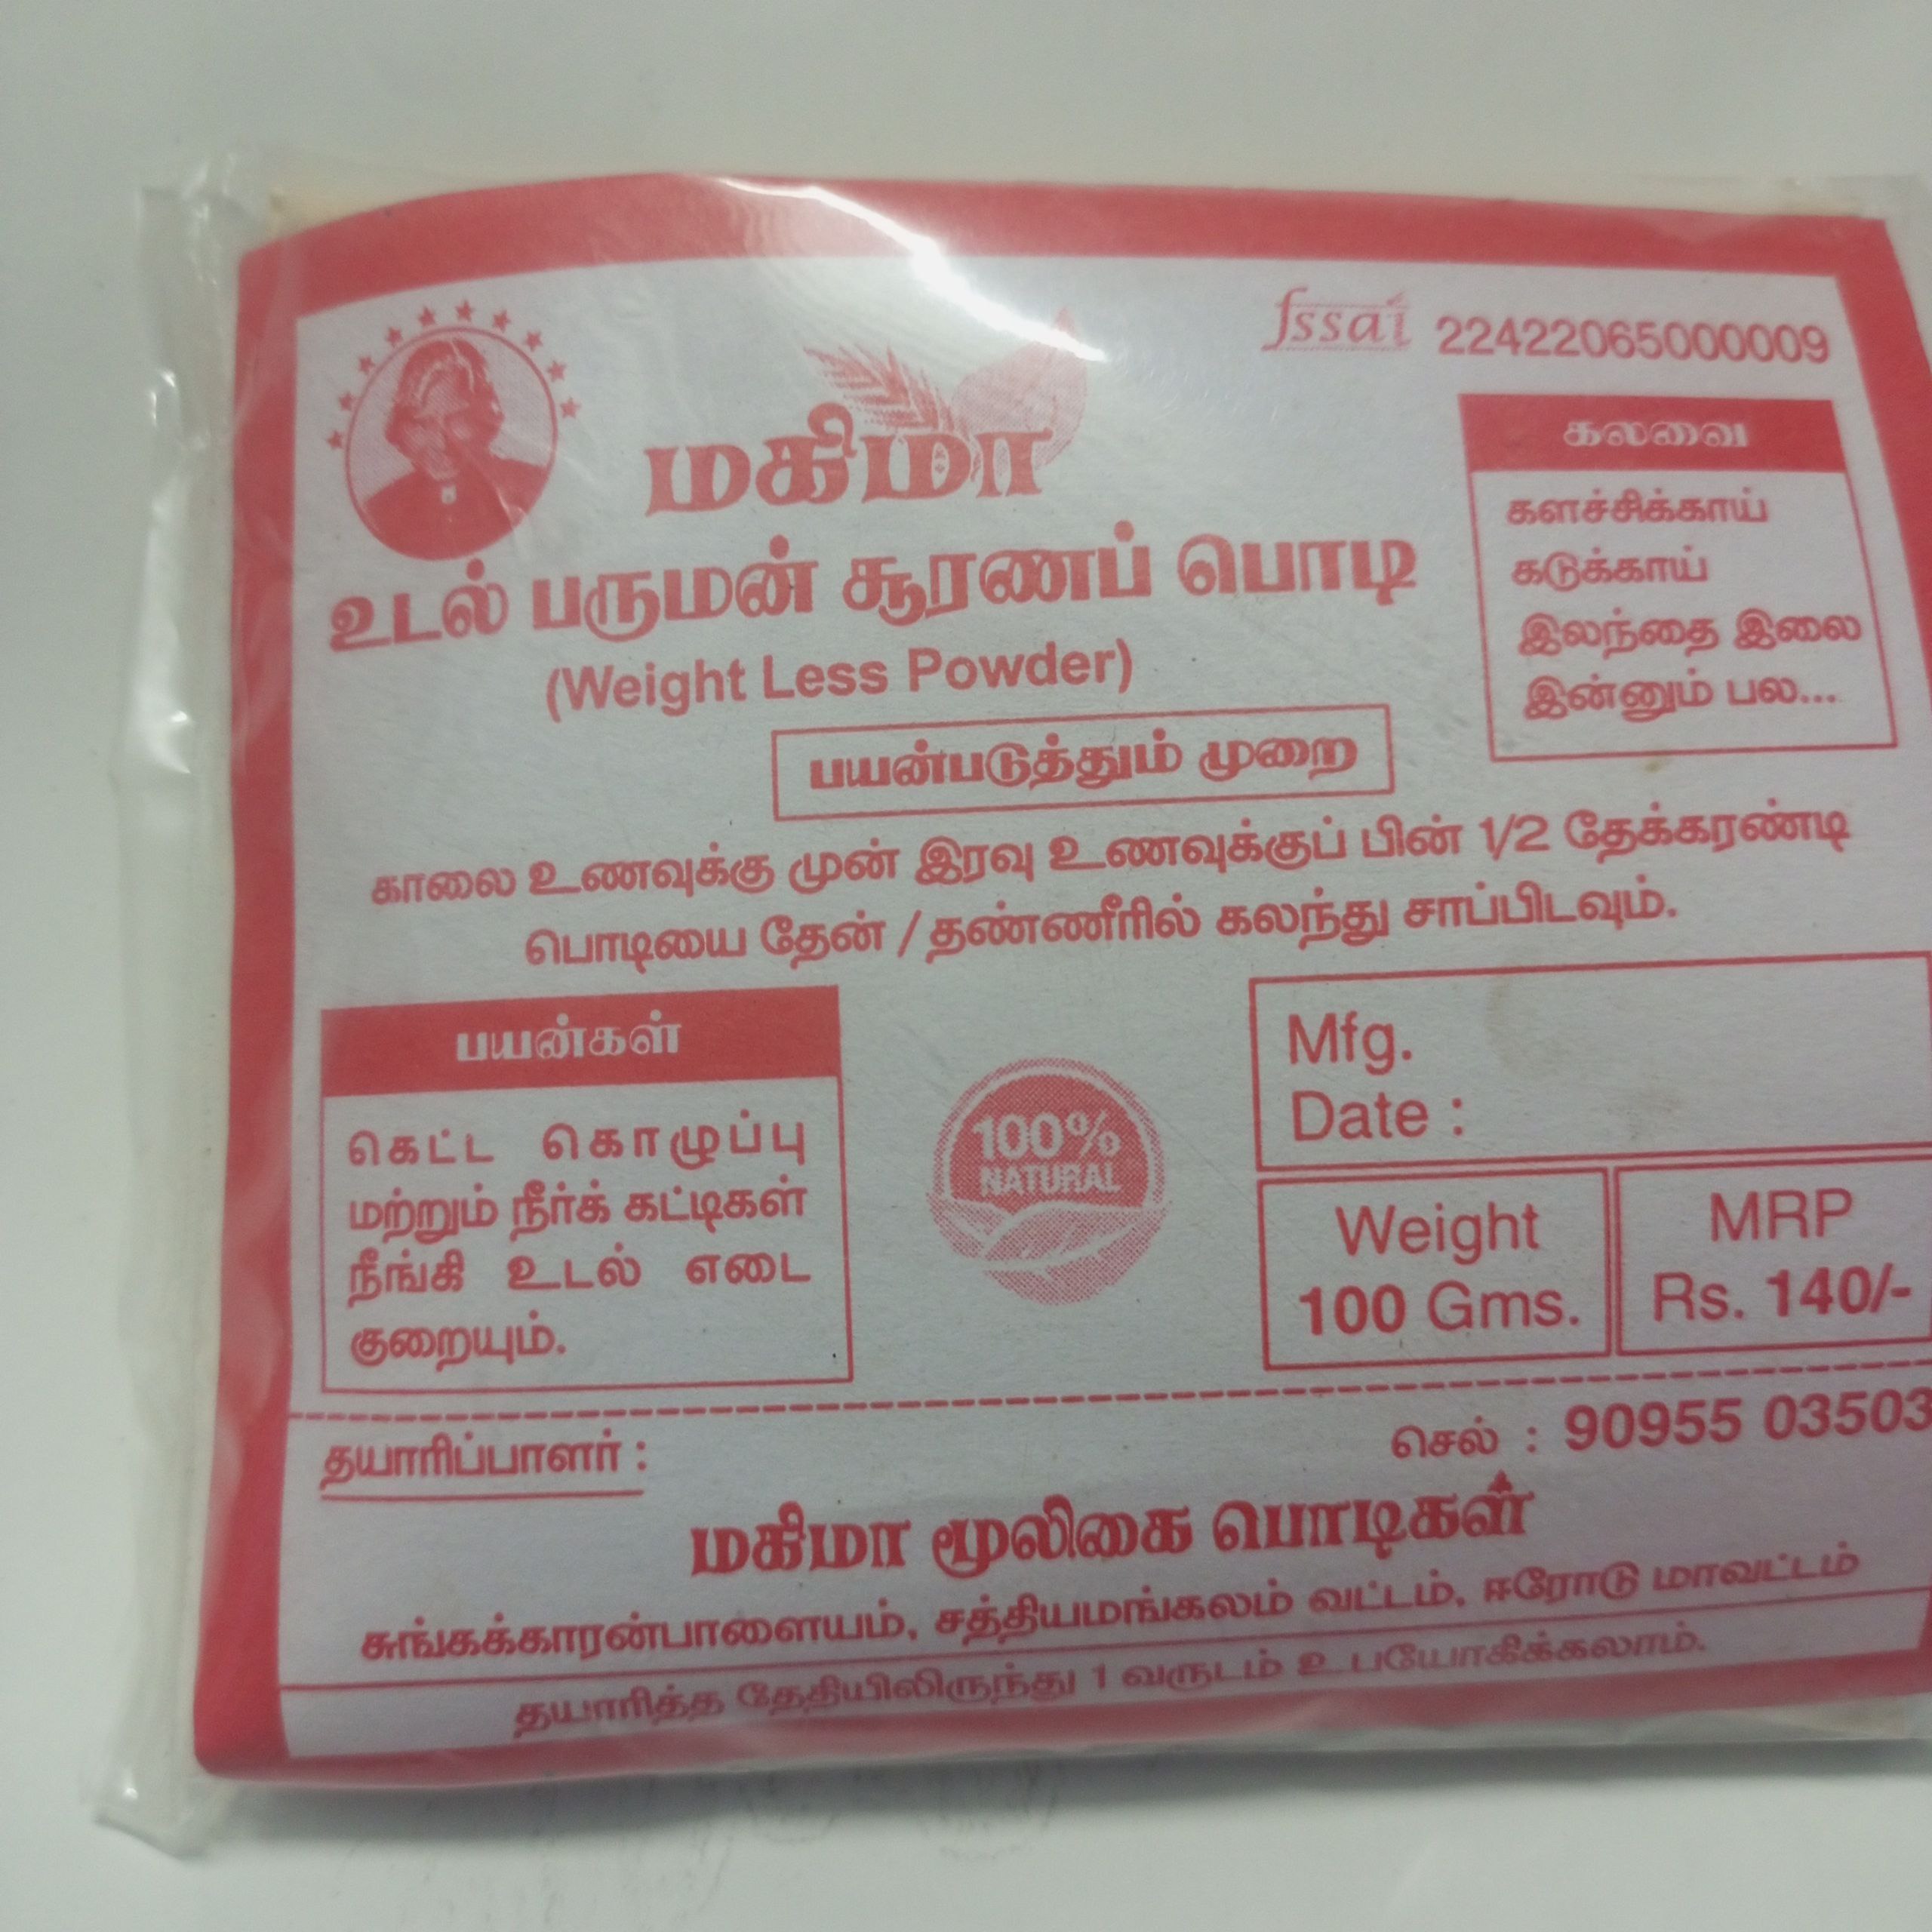 fssai 22422065000009
மகிமா
உடல் பருமன் சூரணப் பொடி
(Weight Less Powder)
கலவை
களச்சிக்காய்
கடுக்காய்
இலந்தை இலை
இன்னும் பல...
பயன்படுத்தும் முறை
காலை உணவுக்கு முன் இரவு உணவுக்குப் பின் 1/2 தேக்கரண்டி
பொடியை தேன் / தண்ணீரில் கலந்து சாப்பிடவும்.
பயன்கள்
கெட்ட கொழுப்பு
மற்றும் நீர்க் கட்டிகள்
நீங்கி உடல் எடை
குறையும்.
100%
NATURAL
Mfg.
Date :
Weight
100 Gms.
MRP
Rs. 140/-
தயாரிப்பாளர் :
செல் : 90955 03503
மகிமா மூலிகை பொடிகள்
சுங்கக்காரன்பாளையம், சத்தியமங்கலம் வட்டம், ஈரோடு மாவட்டம்
தயாரித்த தேதியிலிருந்து 1 வருடம் உபயோகிக்கலாம்.